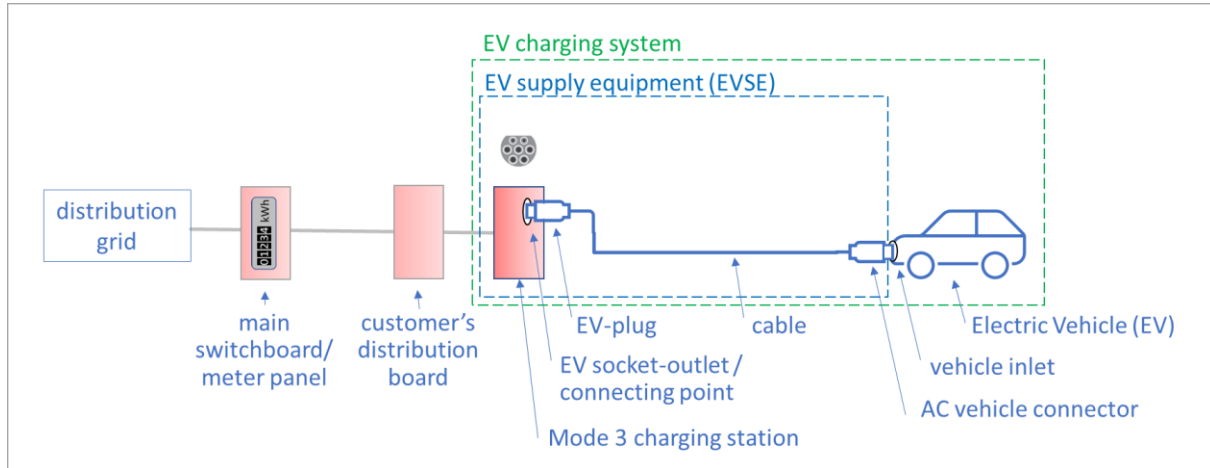 EV charging system
EV supply equipment (EVSE)
distribution
grid
01234 kWh
main
switchboard/
meter panel
customer's
distribution
board
EV-plug
EV socket-outlet /
connecting point
Mode 3 charging station
cable
Electric Vehicle (EV)
vehicle inlet
AC vehicle connector